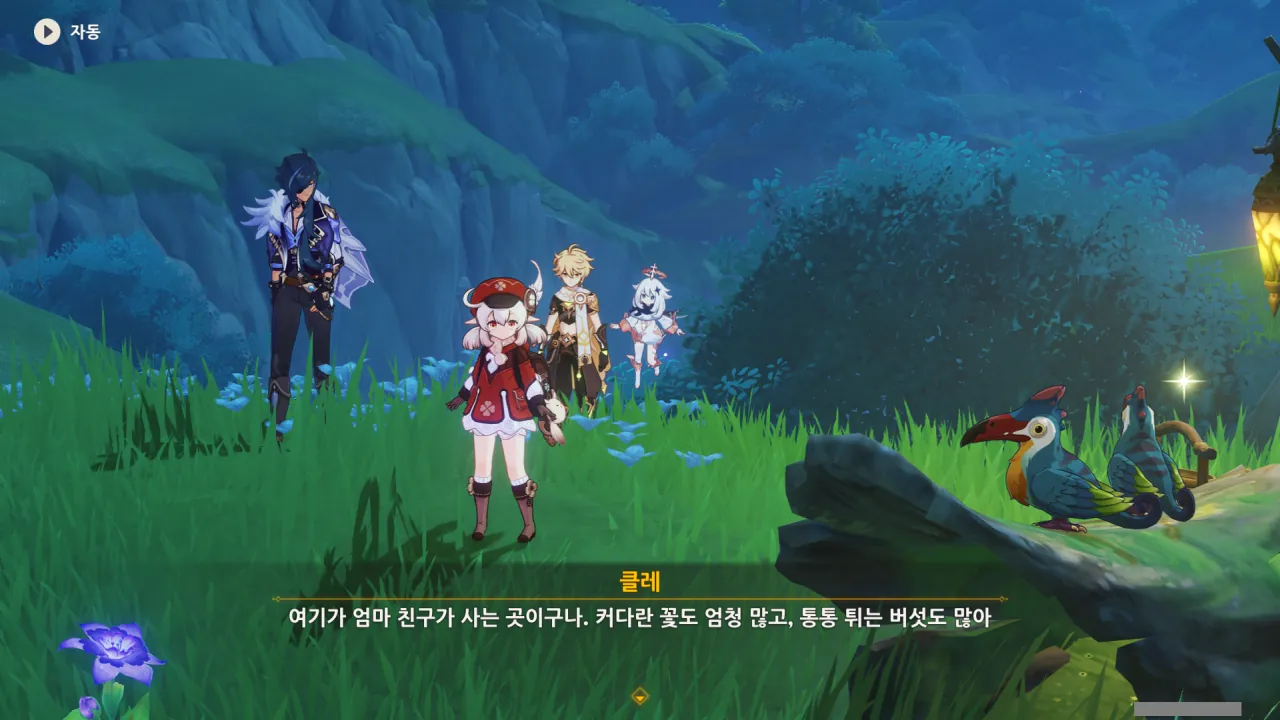 자동
클레
여기가 엄마 친구가 사는 곳이구나. 커다란 꽃도 엄청 많고, 통통 튀는 버섯도 많아